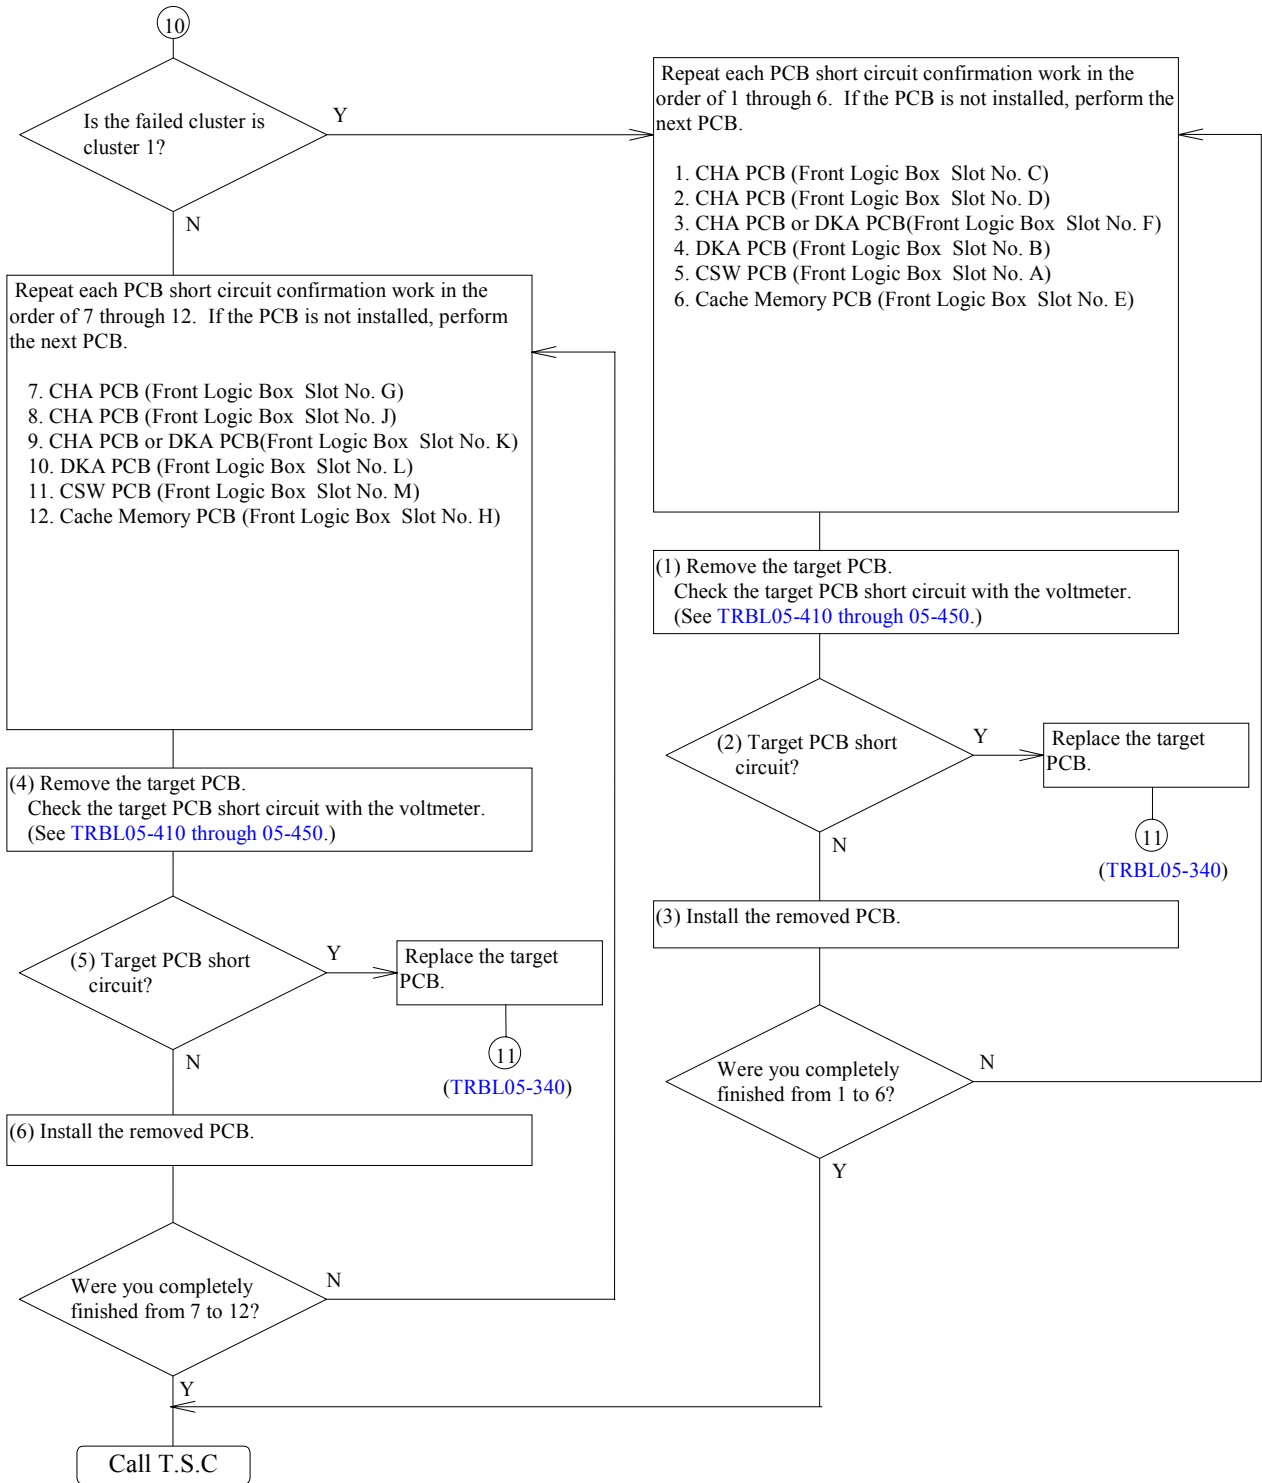 10
Is the failed cluster is
cluster 1?
Y
N
Repeat each PCB short circuit confirmation work in the
order of 1 through 6. If the PCB is not installed, perform the
next PCB.
1. CHA PCB (Front Logic Box Slot No. C)
2. CHA PCB (Front Logic Box Slot No. D)
3. CHA PCB or DKA PCB(Front Logic Box Slot No. F)
4. DKA PCB (Front Logic Box Slot No. B)
5. CSW PCB (Front Logic Box Slot No. A)
6. Cache Memory PCB (Front Logic Box Slot No. E)
(1) Remove the target PCB.
Check the target PCB short circuit with the voltmeter.
(See TRBL05-410 through 05-450.)
(2) Target PCB short
circuit?
Y
Replace the target
PCB.
11
(TRBL05-340)
N
(3) Install the removed PCB.
Were you completely
finished from 1 to 6?
N
Y
Repeat each PCB short circuit confirmation work in the
order of 7 through 12. If the PCB is not installed, perform
the next PCB.
7. CHA PCB (Front Logic Box Slot No. G)
8. CHA PCB (Front Logic Box Slot No. J)
9. CHA PCB or DKA PCB(Front Logic Box Slot No. K)
10. DKA PCB (Front Logic Box Slot No. L)
11. CSW PCB (Front Logic Box Slot No. M)
12. Cache Memory PCB (Front Logic Box Slot No. H)
(4) Remove the target PCB.
Check the target PCB short circuit with the voltmeter.
(See TRBL05-410 through 05-450.)
(5) Target PCB short
circuit?
Y
Replace the target
PCB.
11
(TRBL05-340)
N
(6) Install the removed PCB.
Were you completely
finished from 7 to 12?
N
Y
Call T.S.C